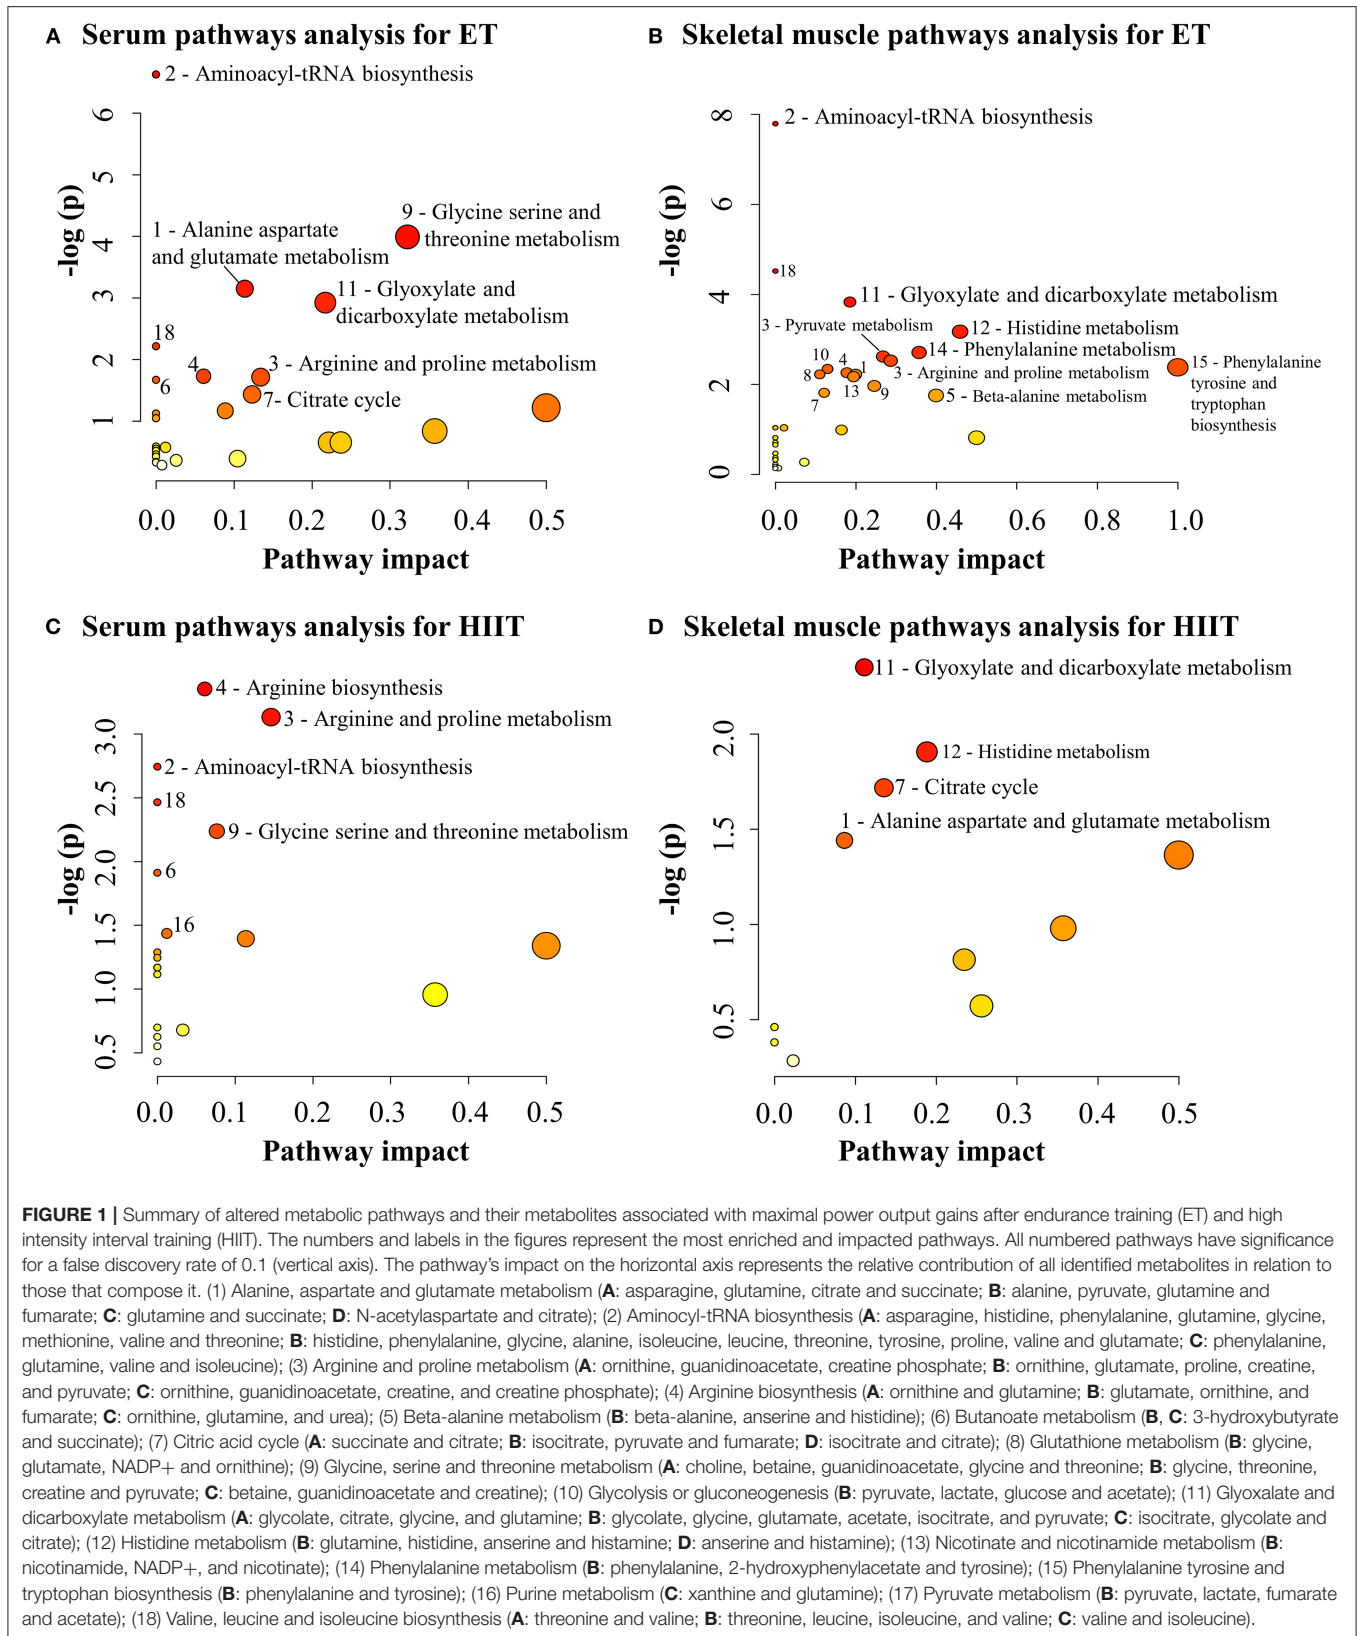 A Serum pathways analysis for ET
2 - Aminoacyl-tRNA biosynthesis
6
5
4
3
2
1
-log (p)
9 - Glycine serine and
threonine metabolism
1 - Alanine aspartate
and glutamate metabolism
11 - Glyoxylate and
dicarboxylate metabolism
18
4
3 - Arginine and proline metabolism
6
7- Citrate cycle
0.0 0.1 0.2 0.3 0.4 0.5
Pathway impact
B Skeletal muscle pathways analysis for ET
8
6
4
2
0
-log (p)
2 - Aminoacyl-tRNA biosynthesis
18
11 - Glyoxylate and dicarboxylate metabolism
3 - Pyruvate metabolism
12 - Histidine metabolism
14 - Phenylalanine metabolism
10
4
1
8
3 - Arginine and proline metabolism
15 - Phenylalanine
tyrosine and
tryptophan
biosynthesis
13
9
7
5 - Beta-alanine metabolism
0.0 0.2 0.4 0.6 0.8 1.0
Pathway impact
C Serum pathways analysis for HIIT
4 - Arginine biosynthesis
3 - Arginine and proline metabolism
3.0
2.5
2.0
1.5
1.0
0.5
-log (p)
2 - Aminoacyl-tRNA biosynthesis
18
9 - Glycine serine and threonine metabolism
6
16
0.0 0.1 0.2 0.3 0.4 0.5
Pathway impact
D Skeletal muscle pathways analysis for HIIT
11 - Glyoxylate and dicarboxylate metabolism
2.0
1.5
1.0
0.5
-log (p)
12 - Histidine metabolism
7 - Citrate cycle
1 - Alanine aspartate and glutamate metabolism
0.0 0.1 0.2 0.3 0.4 0.5
Pathway impact
FIGURE 1 | Summary of altered metabolic pathways and their metabolites associated with maximal power output gains after endurance training (ET) and high
intensity interval training (HIIT). The numbers and labels in the figures represent the most enriched and impacted pathways. All numbered pathways have significance
for a false discovery rate of 0.1 (vertical axis). The pathway's impact on the horizontal axis represents the relative contribution of all identified metabolites in relation to
those that compose it. (1) Alanine, aspartate and glutamate metabolism (A: asparagine, glutamine, citrate and succinate; B: alanine, pyruvate, glutamine and
fumarate; C: glutamine and succinate; D: N-acetylaspartate and citrate); (2) Aminocyl-tRNA biosynthesis (A: asparagine, histidine, phenylalanine, glutamine, glycine,
methionine, valine and threonine; B: histidine, phenylalanine, glycine, alanine, isoleucine, leucine, threonine, tyrosine, proline, valine and glutamate; C: phenylalanine,
glutamine, valine and isoleucine); (3) Arginine and proline metabolism (A: ornithine, guanidinoacetate, creatine phosphate; B: ornithine, glutamate, proline, creatine,
and pyruvate; C: ornithine, guanidinoacetate, creatine, and creatine phosphate); (4) Arginine biosynthesis (A: ornithine and glutamine; B: glutamate, ornithine, and
fumarate; C: ornithine, glutamine, and urea); (5) Beta-alanine metabolism (B: beta-alanine, anserine and histidine); (6) Butanoate metabolism (B, C: 3-hydroxybutyrate
and succinate); (7) Citric acid cycle (A: succinate and citrate; B: isocitrate, pyruvate and fumarate; D: isocitrate and citrate); (8) Glutathione metabolism (B: glycine,
glutamate, NADP+ and ornithine); (9) Glycine, serine and threonine metabolism (A: choline, betaine, guanidinoacetate, glycine and threonine; B: glycine, threonine,
creatine and pyruvate; C: betaine, guanidinoacetate and creatine); (10) Glycolysis or gluconeogenesis (B: pyruvate, lactate, glucose and acetate); (11) Glyoxalate and
dicarboxylate metabolism (A: glycolate, citrate, glycine, and glutamine; B: glycolate, glycine, glutamate, acetate, isocitrate, and pyruvate; C: isocitrate, glycolate and
citrate); (12) Histidine metabolism (B: glutamine, histidine, anserine and histamine; D: anserine and histamine); (13) Nicotinate and nicotinamide metabolism (B:
nicotinamide, NADP+, and nicotinate); (14) Phenylalanine metabolism (B: phenylalanine, 2-hydroxyphenylacetate and tyrosine); (15) Phenylalanine tyrosine and
tryptophan biosynthesis (B: phenylalanine and tyrosine); (16) Purine metabolism (C: xanthine and glutamine); (17) Pyruvate metabolism (B: pyruvate, lactate, fumarate
and acetate); (18) Valine, leucine and isoleucine biosynthesis (A: threonine and valine; B: threonine, leucine, isoleucine, and valine; C: valine and isoleucine).